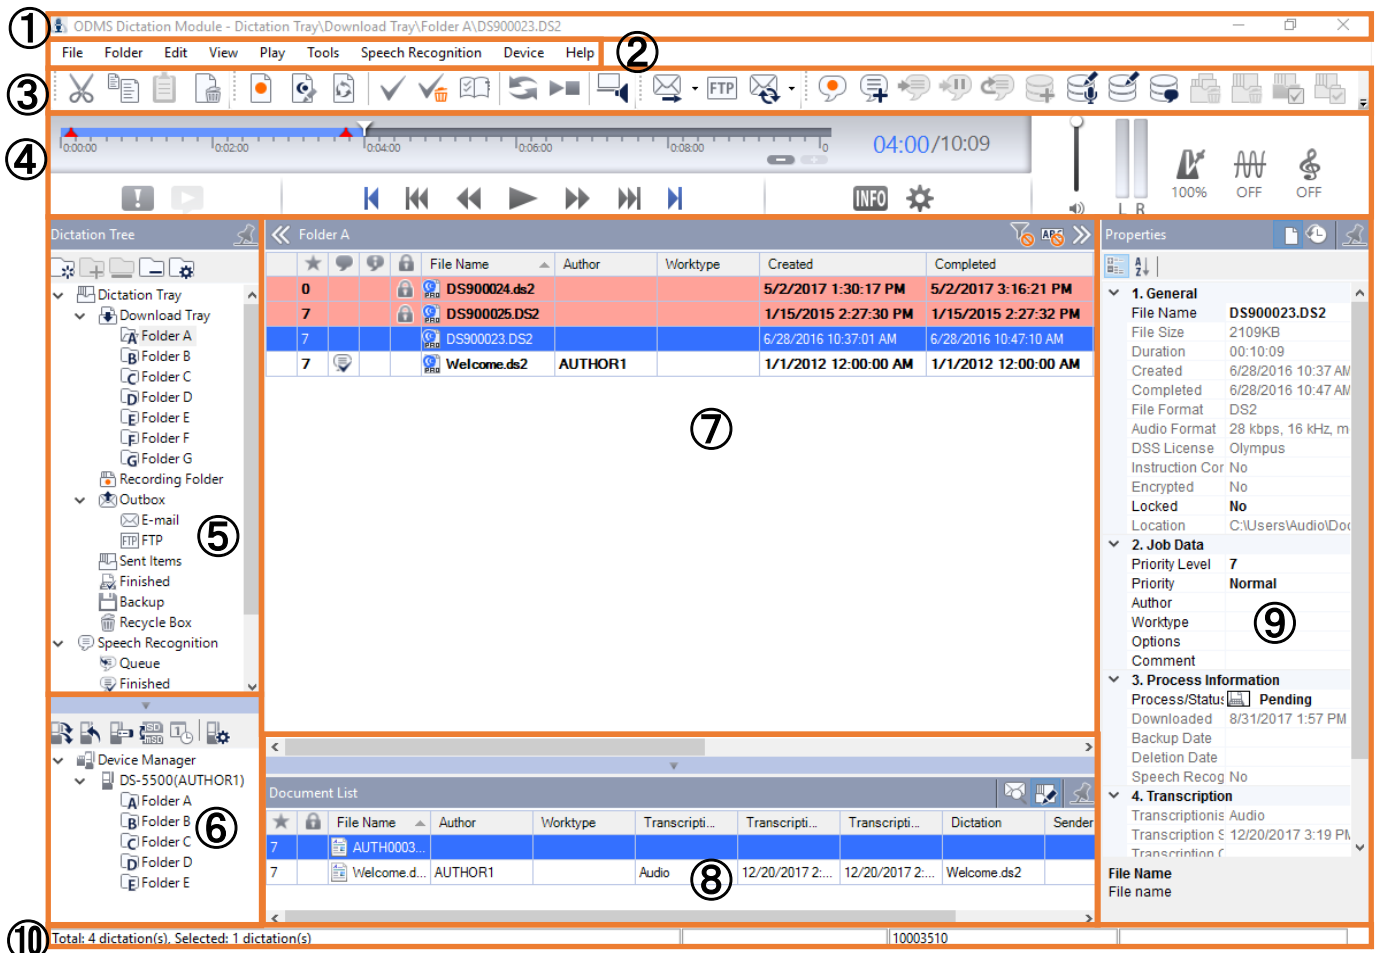 ① ODMS Dictation Module - Dictation Tray\Download Tray\Folder A\DS900023.DS2
File Folder Edit View Play Tools Speech Recognition Device Help ②
③ FTP
④ 0:00:00 0:02:00 0:04:00 0:06:00 0:08:00 0 04:00/10:09
INFO L R 100% OFF OFF
Dictation Tree
Dictation Tray
Download Tray
A Folder A
B Folder B
C Folder C
D Folder D
E Folder E
F Folder F
G Folder G
Recording Folder
Outbox
E-mail
FTP FTP
⑤
Sent Items
Finished
Backup
Recycle Box
Speech Recognition
Queue
Finished
SD
mSD
Device Manager
DS-5500(AUTHOR1)
A Folder A
B Folder B
C Folder C
D Folder D
E Folder E
⑥
Folder A
File Name Author Worktype Created Completed
0 PRO DS900024.ds2 5/2/2017 1:30:17 PM 5/2/2017 3:16:21 PM
7 PRO DS900025.DS2 1/15/2015 2:27:30 PM 1/15/2015 2:27:32 PM
7 PRO DS900023.DS2 6/28/2016 10:37:01 AM 6/28/2016 10:47:10 AM
7 PRO Welcome.ds2 AUTHOR1 1/1/2012 12:00:00 AM 1/1/2012 12:00:00 AM
⑦
Document List
File Name Author Worktype Transcripti... Transcripti... Transcripti... Dictation Sender
7 AUTH0003...
7 Welcome.d... AUTHOR1 Audio 12/20/2017 2:... 12/20/2017 2:... Welcome.ds2
⑧
Properties
1. General
File Name DS900023.DS2
File Size 2109KB
Duration 00:10:09
Created 6/28/2016 10:37 AM
Completed 6/28/2016 10:47 AM
File Format DS2
Audio Format 28 kbps, 16 kHz, m
DSS License Olympus
Instruction Cor No
Encrypted No
Locked No
Location C:\Users\Audio\Doc
2. Job Data
Priority Level 7
Priority Normal
Author
Worktype
Options
Comment
⑨
3. Process Information
Process/Status Pending
Downloaded 8/31/2017 1:57 PM
Backup Date
Deletion Date
Speech Recog No
4. Transcription
Transcriptionis Audio
Transcription S 12/20/2017 3:19 PM
Transcription C
File Name
File name
⑩ Total: 4 dictation(s), Selected: 1 dictation(s) 10003510